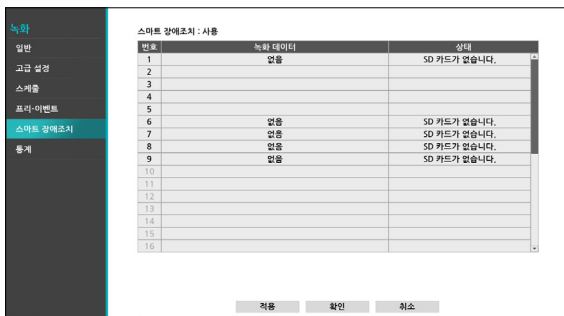 녹화
일반
고급 설정
스케줄
프리·이벤트
스마트 장애조치
통계
스마트 장애조치 : 사용
번호 녹화 데이터 상태
1 없음 SD 카드가 없습니다.
2
3
4
5
6 없음 SD 카드가 없습니다.
7 없음 SD 카드가 없습니다.
8 없음 SD 카드가 없습니다.
9 없음 SD 카드가 없습니다.
10
11
12
13
14
15
16
적용 확인 취소